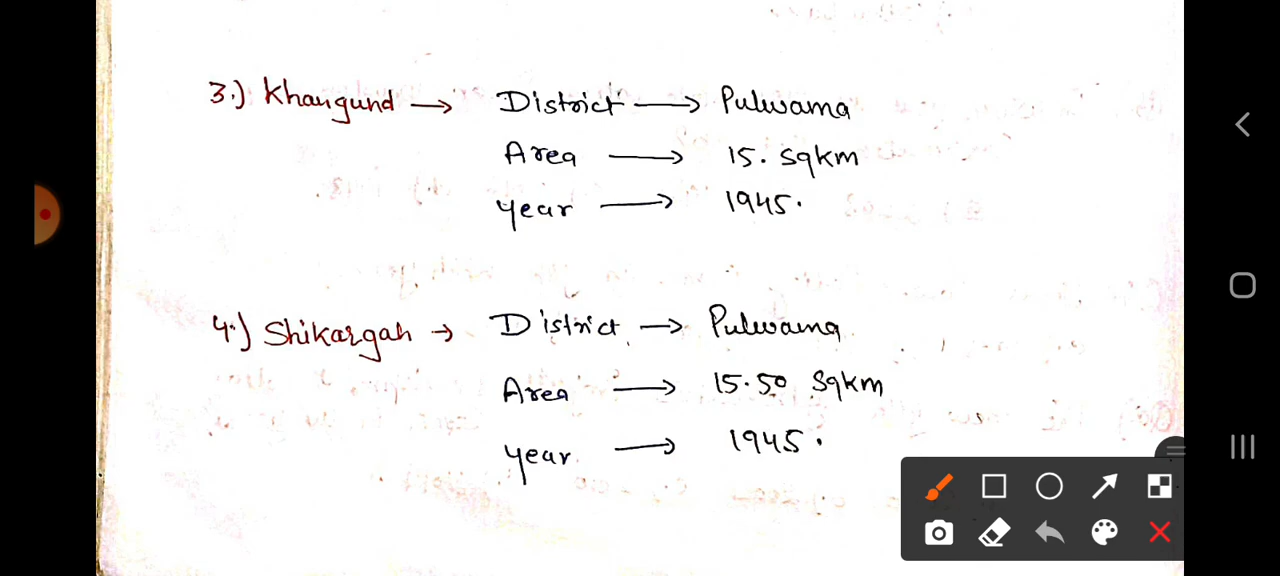 3.) Khangund → District → Pulwama
Area → 15. sqkm
year → 1945.
4.) Shikargah → District → Pulwama
Area → 15.50 Sqkm
year → 1945.